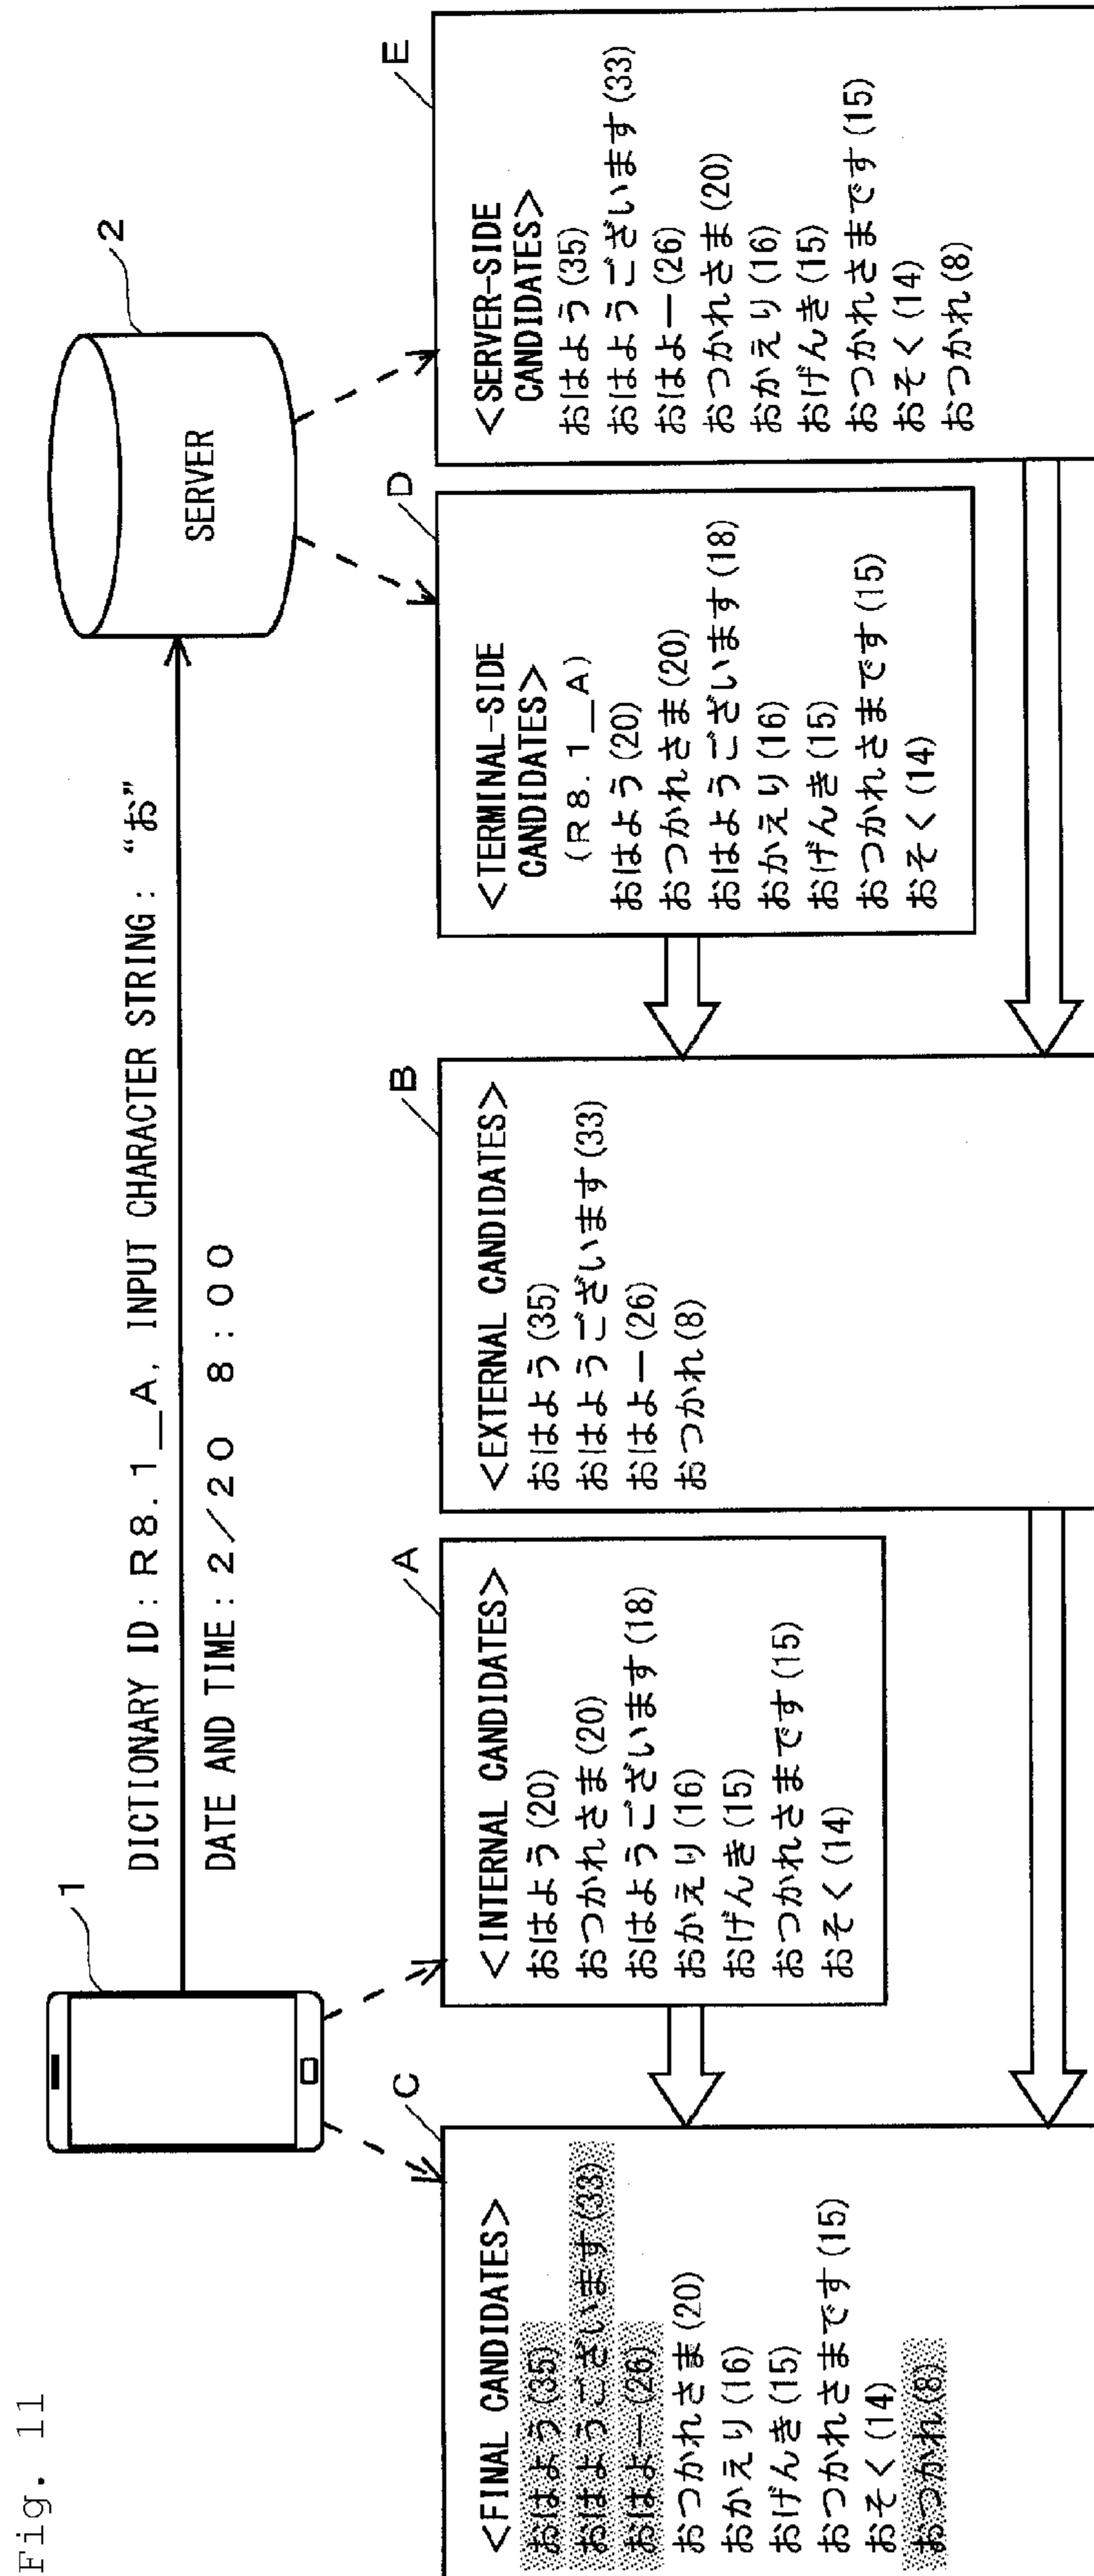 Fig. 11
1
DICTIONARY ID: R8.1_A, INPUT CHARACTER STRING: “お”
DATE AND TIME: 2/20 8:00
2
SERVER
C
<FINAL CANDIDATES>
おはよう(35)
おはようございます(33)
おはよー(26)
おつかれさま(20)
おかえり(16)
おげんき(15)
おつかれさまです(15)
おそく(14)
おつかれ(8)
A
<INTERNAL CANDIDATES>
おはよう(20)
おつかれさま(20)
おはようございます(18)
おかえり(16)
おげんき(15)
おつかれさまです(15)
おそく(14)
B
<EXTERNAL CANDIDATES>
おはよう(35)
おはようございます(33)
おはよー(26)
おつかれ(8)
D
<TERMINAL-SIDE
CANDIDATES>
(R8.1_A)
おはよう(20)
おつかれさま(20)
おはようございます(18)
おかえり(16)
おげんき(15)
おつかれさまです(15)
おそく(14)
E
<SERVER-SIDE
CANDIDATES>
おはよう(35)
おはようございます(33)
おはよー(26)
おつかれさま(20)
おかえり(16)
おげんき(15)
おつかれさまです(15)
おそく(14)
おつかれ(8)